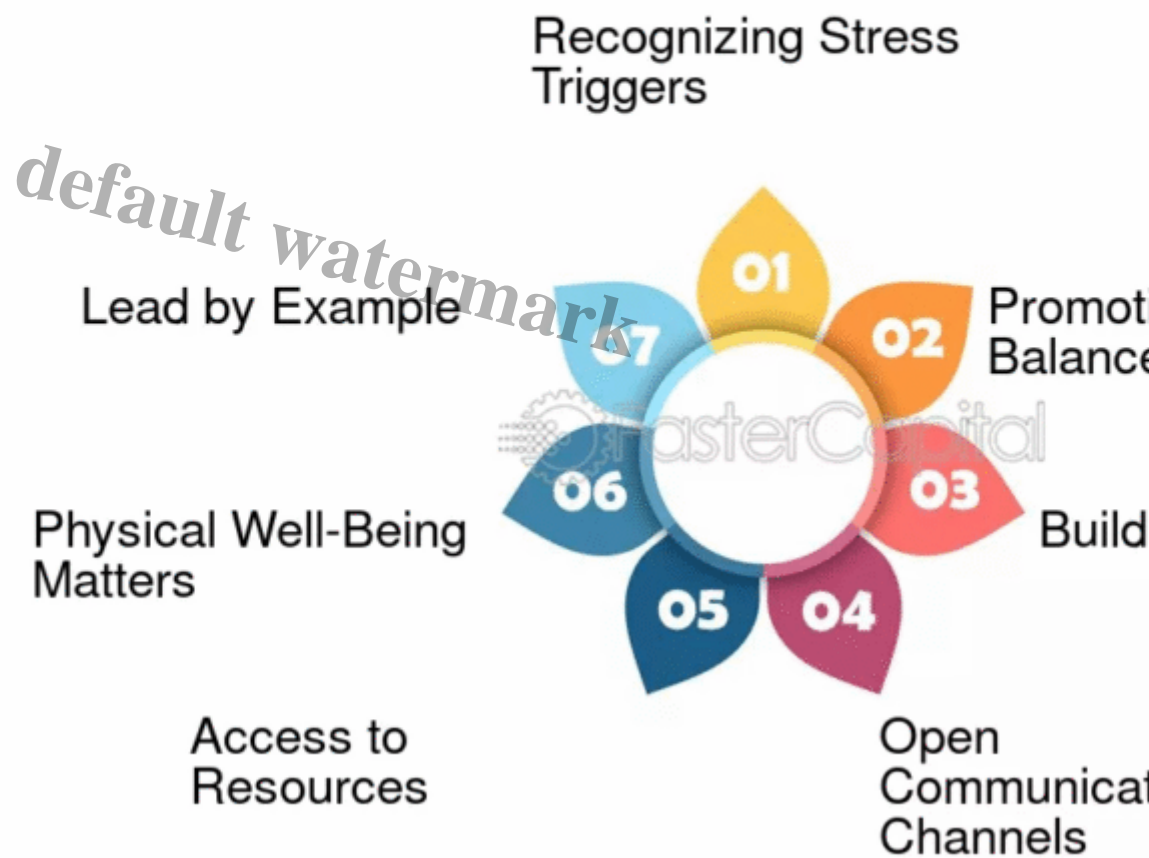 Recognizing Stress
Triggers
default watermark
01
Lead by Example
07
02
Promoti
Balance
FasterCapital
06
03
Physical Well-Being
Matters
Build
05
04
Access to
Resources
Open
Communicat
Channels